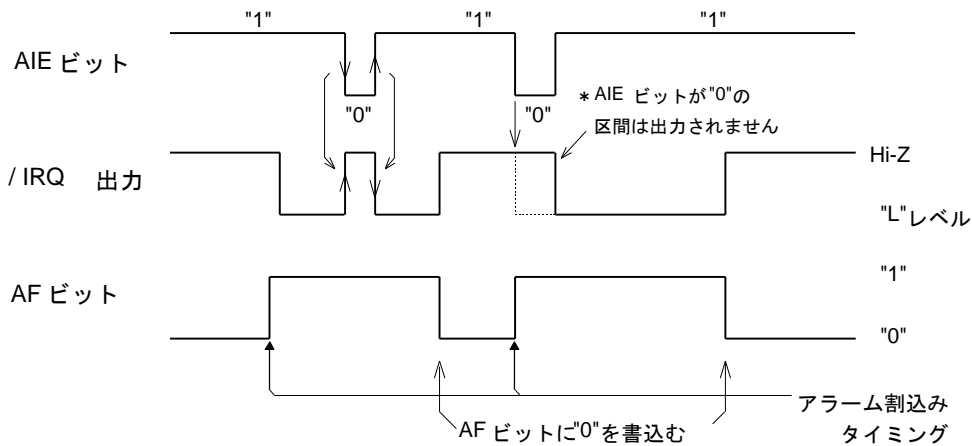 "1" "1" "1"
AIE ビット
"0" "0"
* AIE ビットが"0"の
区間は出力されません
/ IRQ 出力
Hi-Z
"L"レベル
AF ビット
"1"
"0"
アラーム割込み
タイミング
AF ビットに"0"を書込む